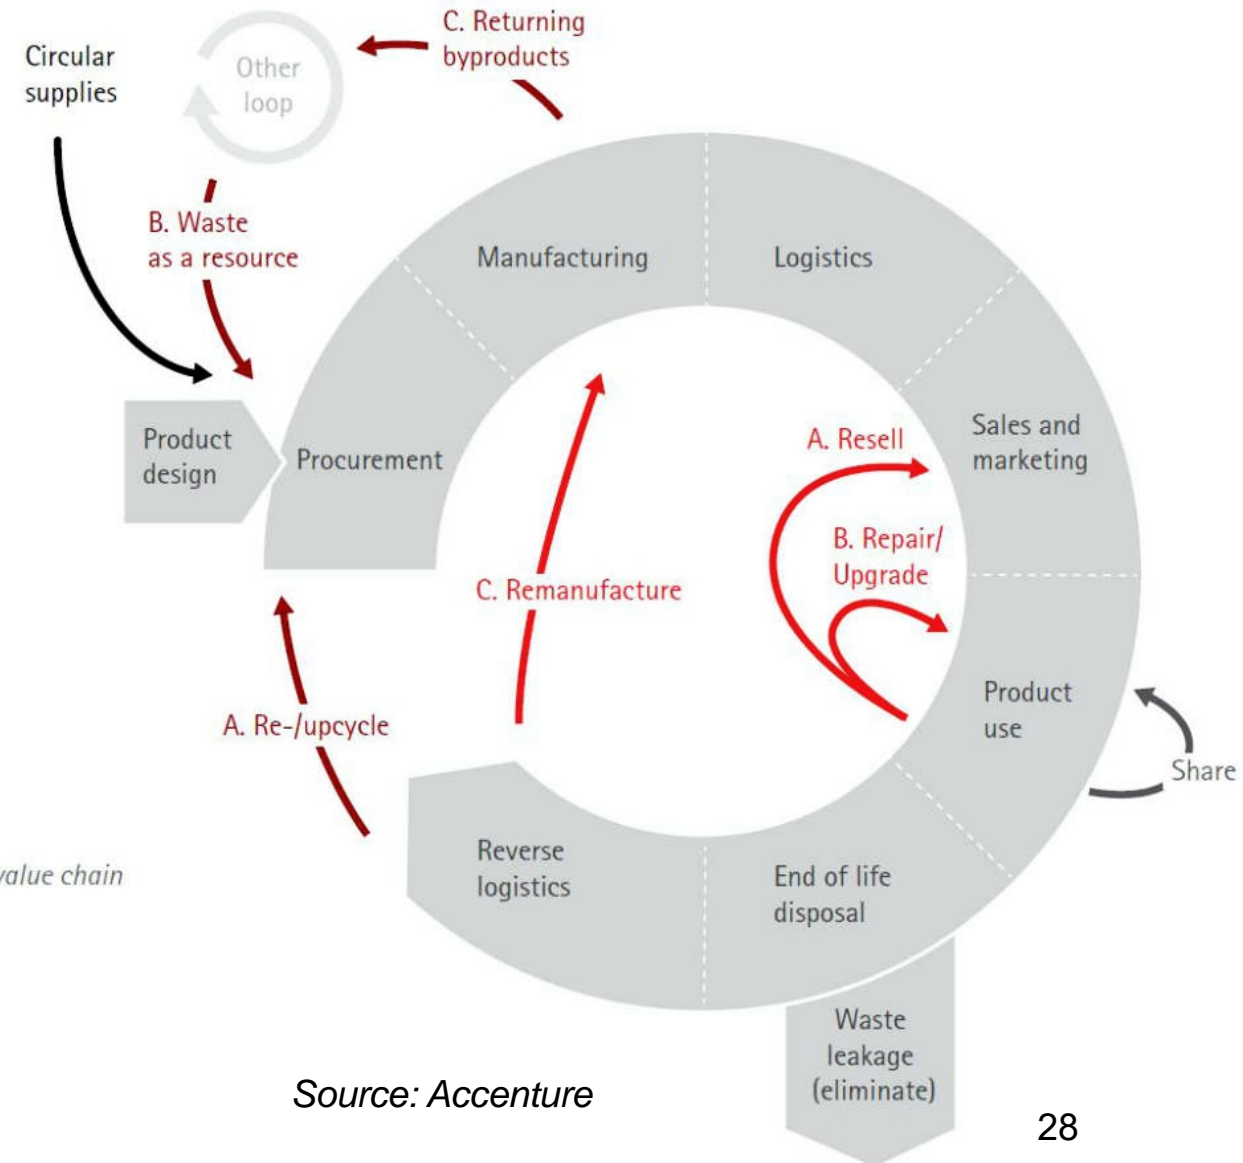 C. Returning
byproducts
Circular
supplies
Other
loop
B. Waste
as a resource
Manufacturing
Logistics
Product
design
Procurement
A. Resell
Sales and
marketing
B. Repair/
Upgrade
C. Remanufacture
A. Re-/upcycle
Product
use
Share
Reverse
logistics
End of life
disposal
value chain
Waste
leakage
(eliminate)
Source: Accenture
28